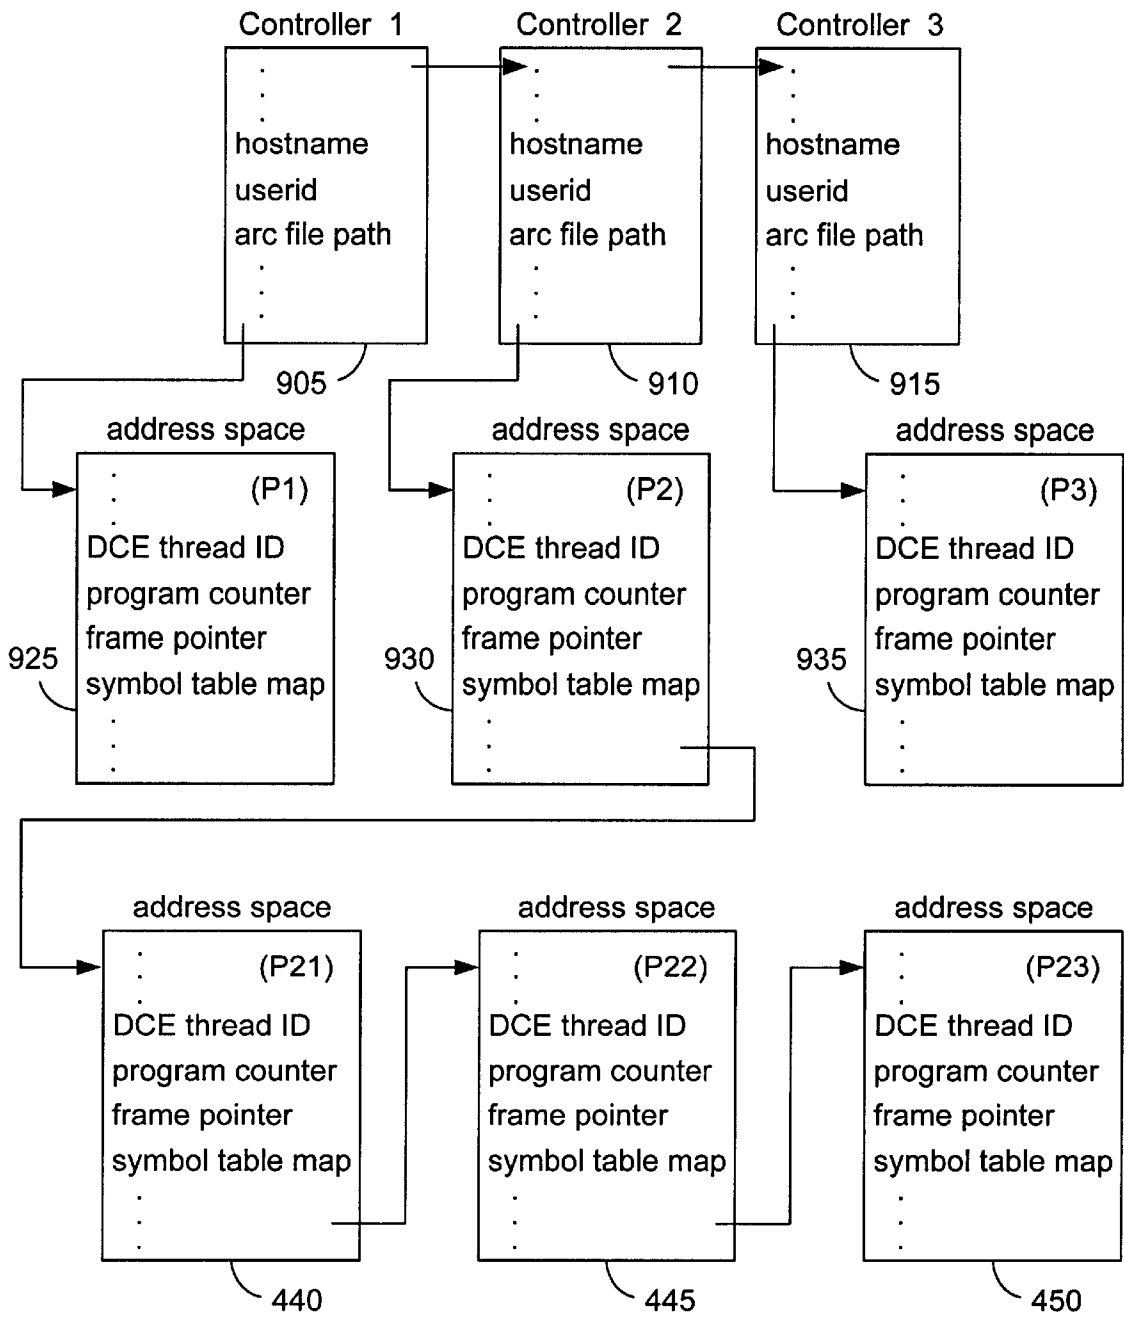 Controller 1
Controller 2
Controller 3
hostname
userid
arc file path
hostname
userid
arc file path
hostname
userid
arc file path
905
910
915
address space
(P1)
DCE thread ID
program counter
frame pointer
symbol table map
925
address space
(P2)
DCE thread ID
program counter
frame pointer
symbol table map
930
address space
(P3)
DCE thread ID
program counter
frame pointer
symbol table map
935
address space
(P21)
DCE thread ID
program counter
frame pointer
symbol table map
440
address space
(P22)
DCE thread ID
program counter
frame pointer
symbol table map
445
address space
(P23)
DCE thread ID
program counter
frame pointer
symbol table map
450